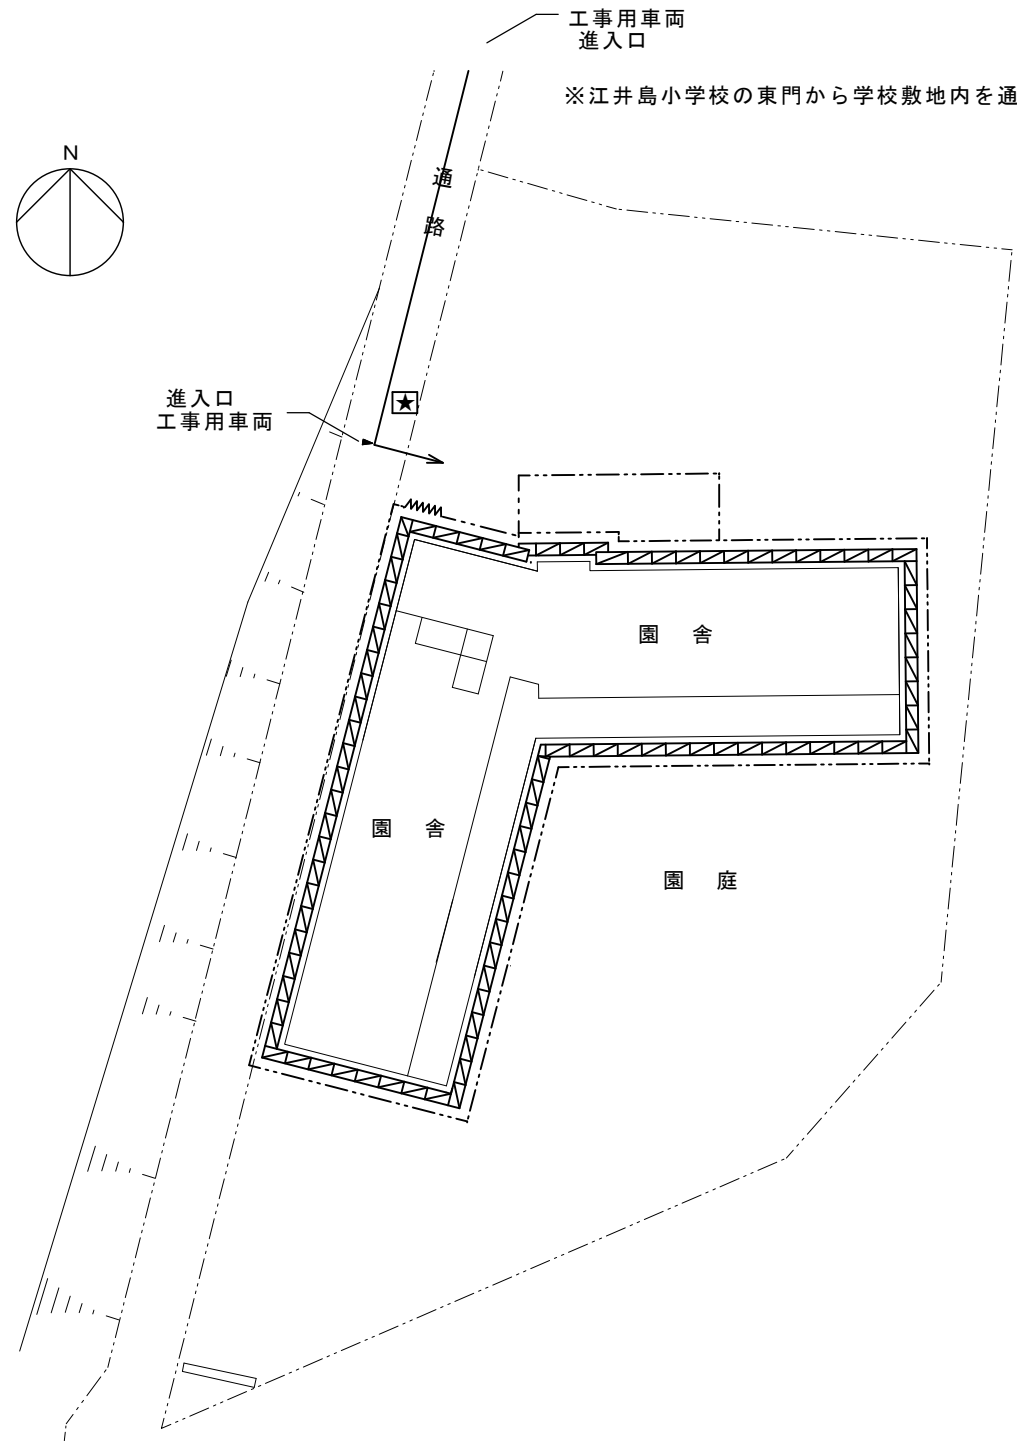 工事用車両
進入口
※江井島小学校の東門から学校敷地内を通
N
通
路
進入口
工事用車両
★
園 舎
園 舎
園 庭